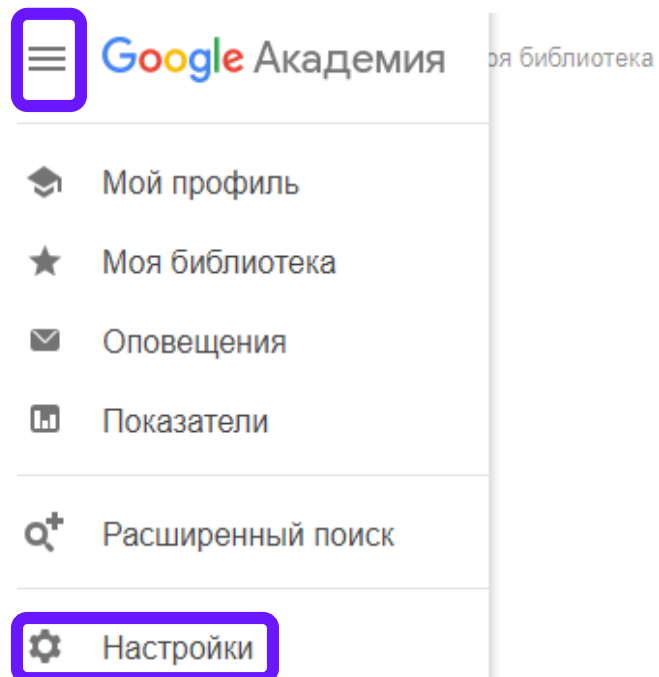 Google Академия
оя библиотека
Мой профиль
Моя библиотека
Оповещения
Показатели
Расширенный поиск
Настройки